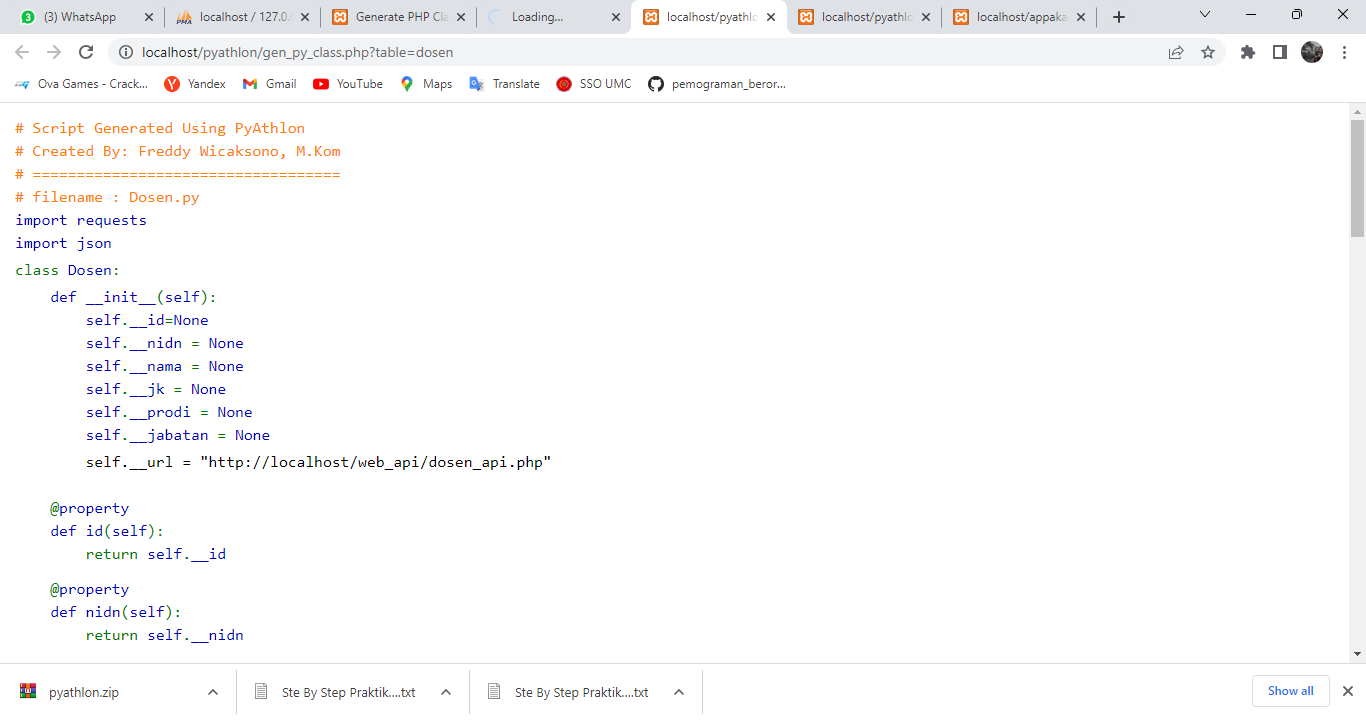 (3) WhatsApp
localhost / 127.0.
Generate PHP Cla
Loading...
localhost/pyathlo
localhost/pyathlo
localhost/appaka
localhost/pyathlon/gen_py_class.php?table=dosen
Ova Games - Crack...
Yandex
Gmail
YouTube
Maps
Translate
SSO UMC
pemograman_beror...
# Script Generated Using PyAthlon
# Created By: Freddy Wicaksono, M.Kom
# ===================================
# filename : Dosen.py
import requests
import json
class Dosen:
    def __init__(self):
        self.__id=None
        self.__nidn = None
        self.__nama = None
        self.__jk = None
        self.__prodi = None
        self.__jabatan = None
        self.__url = "http://localhost/web_api/dosen_api.php"
    @property
    def id(self):
        return self.__id
    @property
    def nidn(self):
        return self.__nidn
pyathlon.zip
Ste By Step Praktik....txt
Ste By Step Praktik....txt
Show all